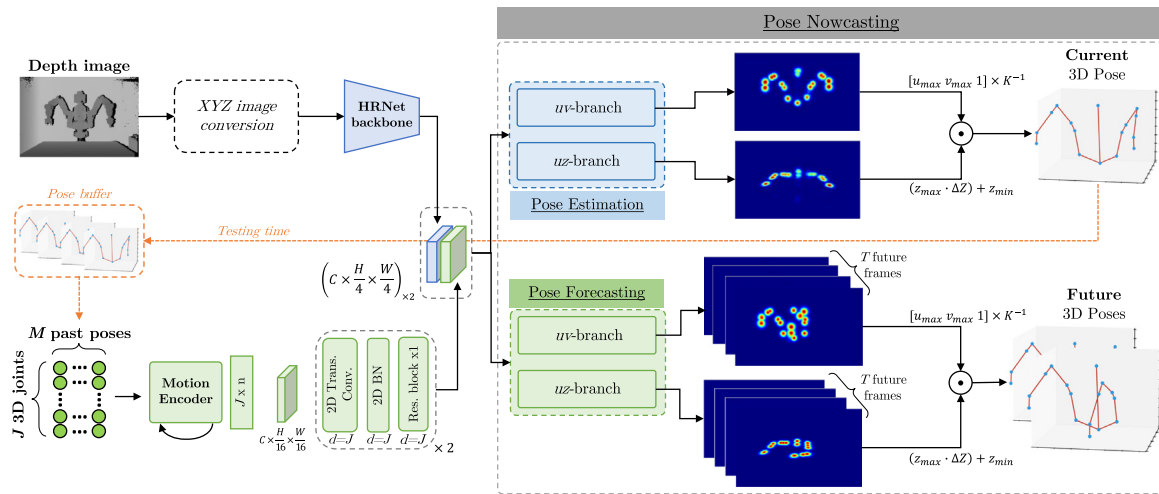 Pose Nowcasting
Depth image
XYZ image
conversion
HRNet
backbone
uv-branch
uz-branch
Pose Estimation
[u_max v_max 1] × K⁻¹
(z_max · ΔZ) + z_min
Current
3D Pose
Pose buffer
Testing time
(C × H/4 × W/4)×2
Pose Forecasting
uv-branch
uz-branch
T future
frames
T future
frames
[u_max v_max 1] × K⁻¹
(z_max · ΔZ) + z_min
Future
3D Poses
M past poses
J 3D joints
Motion
Encoder
J x n
C × H/16 × W/16
2D Trans.
Conv.
2D BN
Res. block x1
d=J
d=J
d=J
× 2